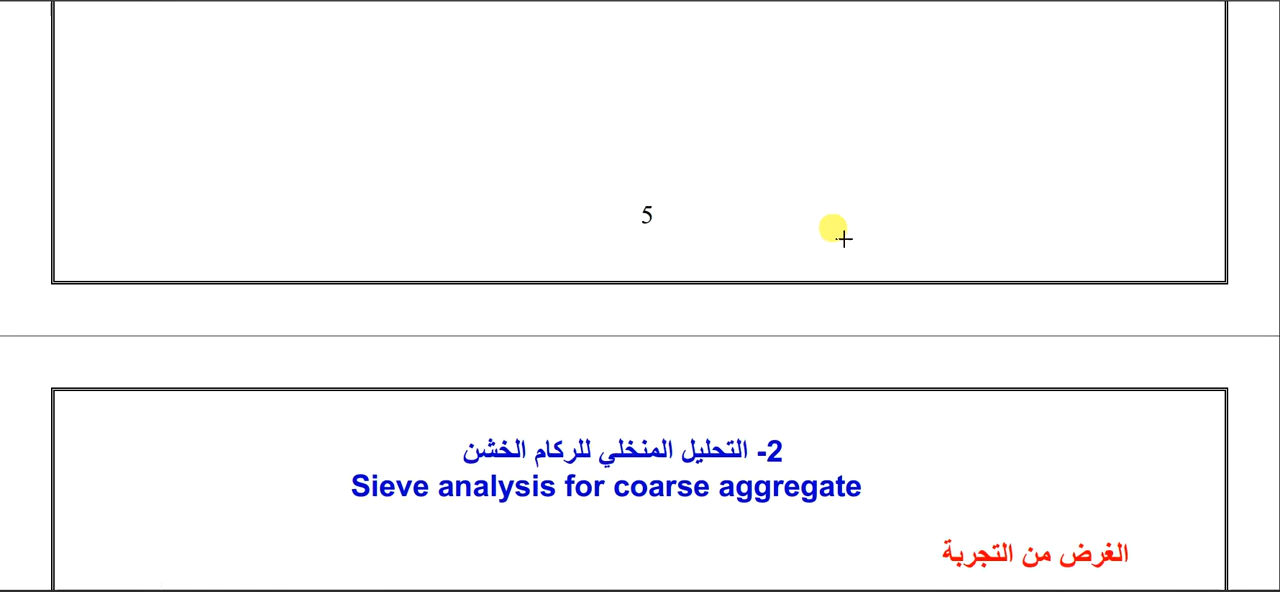 5
2- التحليل المنخلي للركام الخشن
Sieve analysis for coarse aggregate
الغرض من التجربة